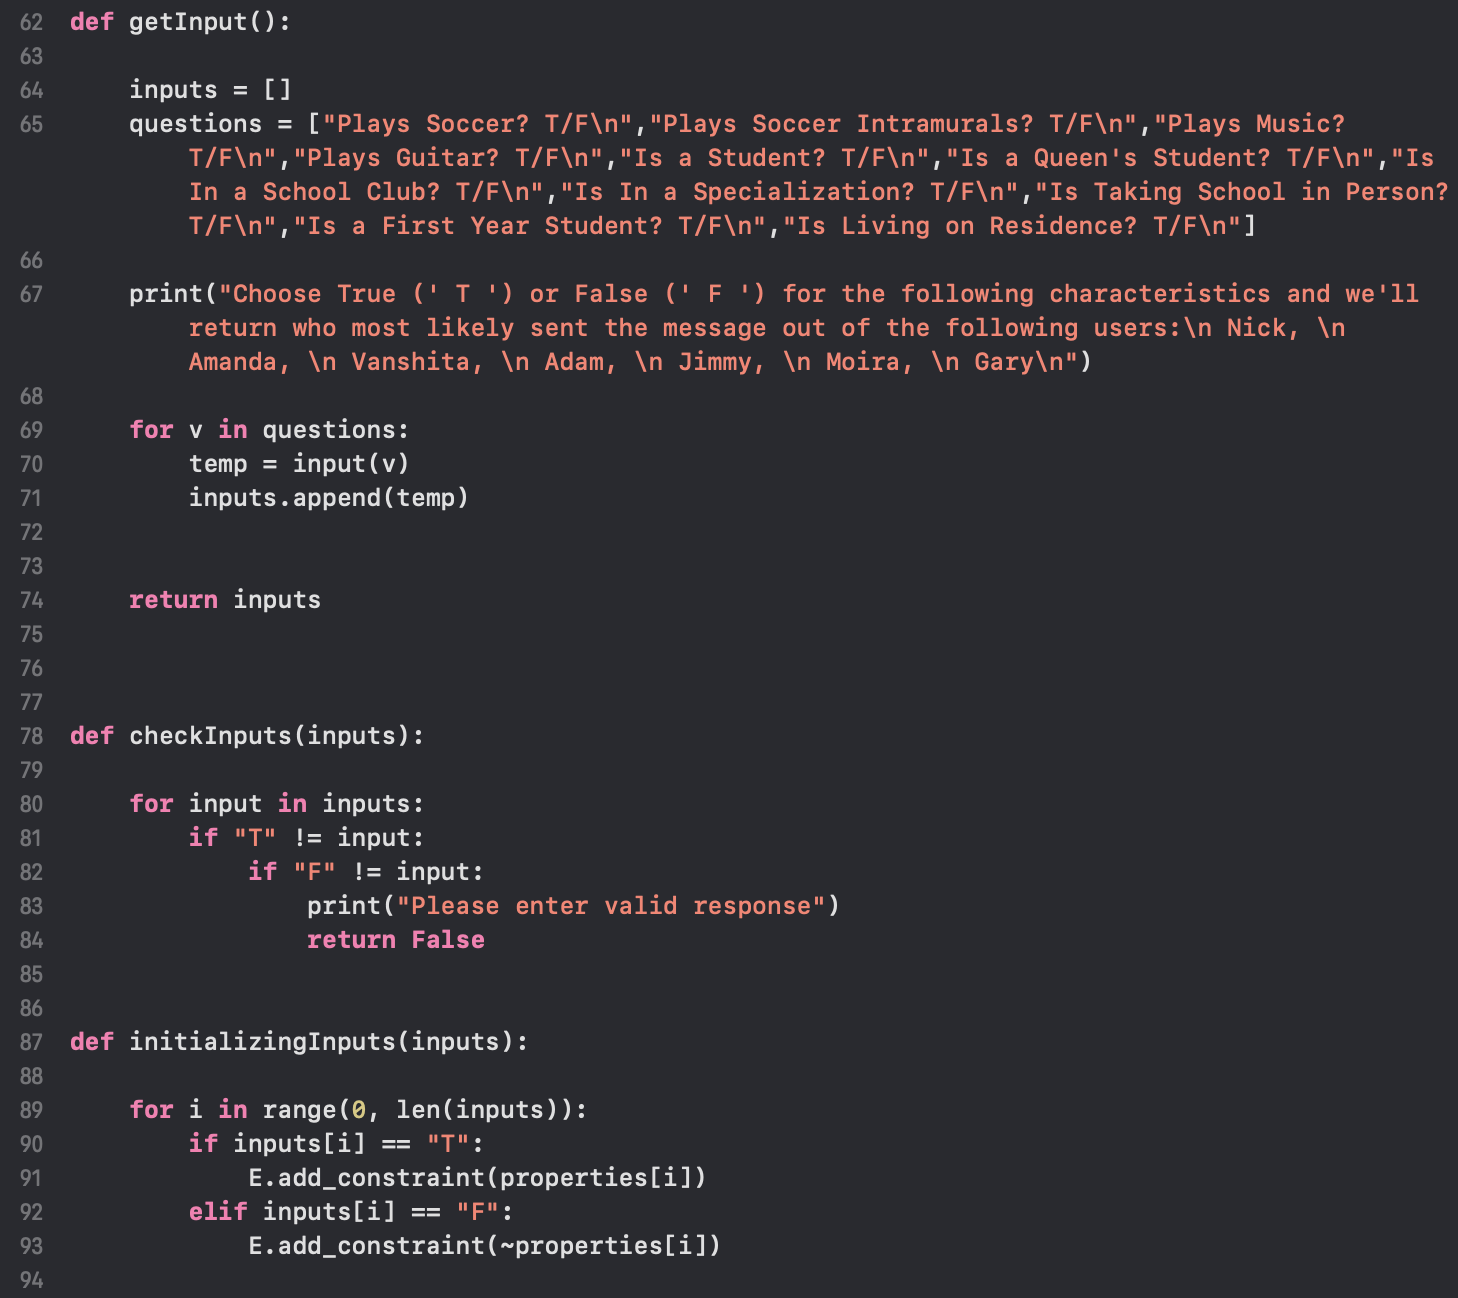 62 def getInput():
63
64     inputs = []
65     questions = ["Plays Soccer? T/F\n","Plays Soccer Intramurals? T/F\n","Plays Music?
        T/F\n","Plays Guitar? T/F\n","Is a Student? T/F\n","Is a Queen's Student? T/F\n","Is
        In a School Club? T/F\n","Is In a Specialization? T/F\n","Is Taking School in Person?
        T/F\n","Is a First Year Student? T/F\n","Is Living on Residence? T/F\n"]
66
67     print("Choose True (' T ') or False (' F ') for the following characteristics and we'll
        return who most likely sent the message out of the following users:\n Nick, \n
        Amanda, \n Vanshita, \n Adam, \n Jimmy, \n Moira, \n Gary\n")
68
69     for v in questions:
70         temp = input(v)
71         inputs.append(temp)
72
73
74     return inputs
75
76
77
78 def checkInputs(inputs):
79
80     for input in inputs:
81         if "T" != input:
82             if "F" != input:
83                 print("Please enter valid response")
84                 return False
85
86
87 def initializingInputs(inputs):
88
89     for i in range(0, len(inputs)):
90         if inputs[i] == "T":
91             E.add_constraint(properties[i])
92         elif inputs[i] == "F":
93             E.add_constraint(~properties[i])
94